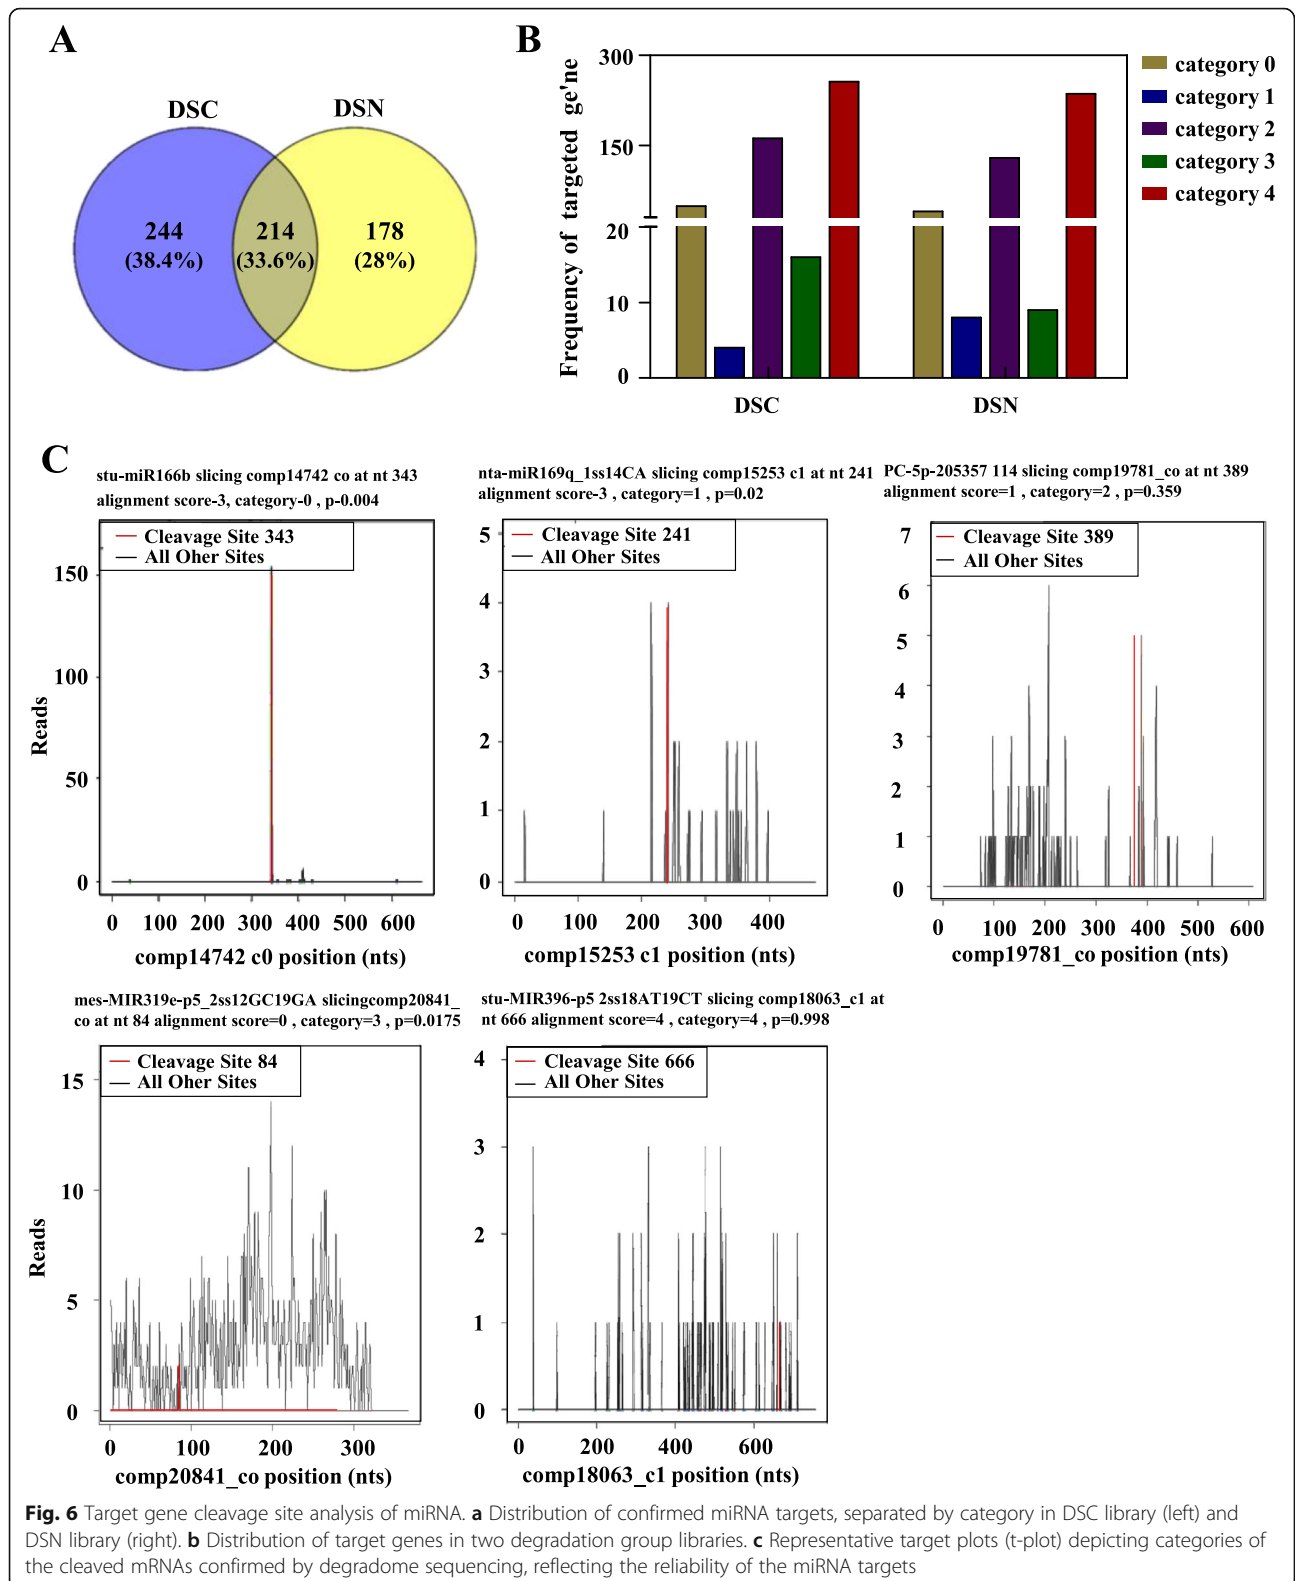 A
DSC
DSN
244
(38.4%)
214
(33.6%)
178
(28%)
B
Frequency of targeted ge'ne
300
150
20
10
0
DSC
DSN
category 0
category 1
category 2
category 3
category 4
C
stu-miR166b slicing comp14742 co at nt 343
alignment score-3, category-0 , p-0.004
Cleavage Site 343
All Oher Sites
Reads
150
100
50
0
0 100 200 300 400 500 600
comp14742 c0 position (nts)
nta-miR169q_1ss14CA slicing comp15253 c1 at nt 241
alignment score-3 , category=1 , p=0.02
Cleavage Site 241
All Oher Sites
5
4
3
2
1
0
0 100 200 300 400
comp15253 c1 position (nts)
PC-5p-205357 114 slicing comp19781_co at nt 389
alignment score=1 , category=2 , p=0.359
Cleavage Site 389
All Oher Sites
7
6
5
4
3
2
1
0
0 100 200 300 400 500 600
comp19781_co position (nts)
mes-MIR319e-p5_2ss12GC19GA slicingcomp20841_
co at nt 84 alignment score=0 , category=3 , p=0.0175
Cleavage Site 84
All Oher Sites
Reads
15
10
5
0
0 100 200 300
comp20841_co position (nts)
stu-MIR396-p5 2ss18AT19CT slicing comp18063_c1 at
nt 666 alignment score=4 , category=4 , p=0.998
Cleavage Site 666
All Oher Sites
4
3
2
1
0
0 200 400 600
comp18063_c1 position (nts)
Fig. 6 Target gene cleavage site analysis of miRNA. a Distribution of confirmed miRNA targets, separated by category in DSC library (left) and
DSN library (right). b Distribution of target genes in two degradation group libraries. c Representative target plots (t-plot) depicting categories of
the cleaved mRNAs confirmed by degradome sequencing, reflecting the reliability of the miRNA targets